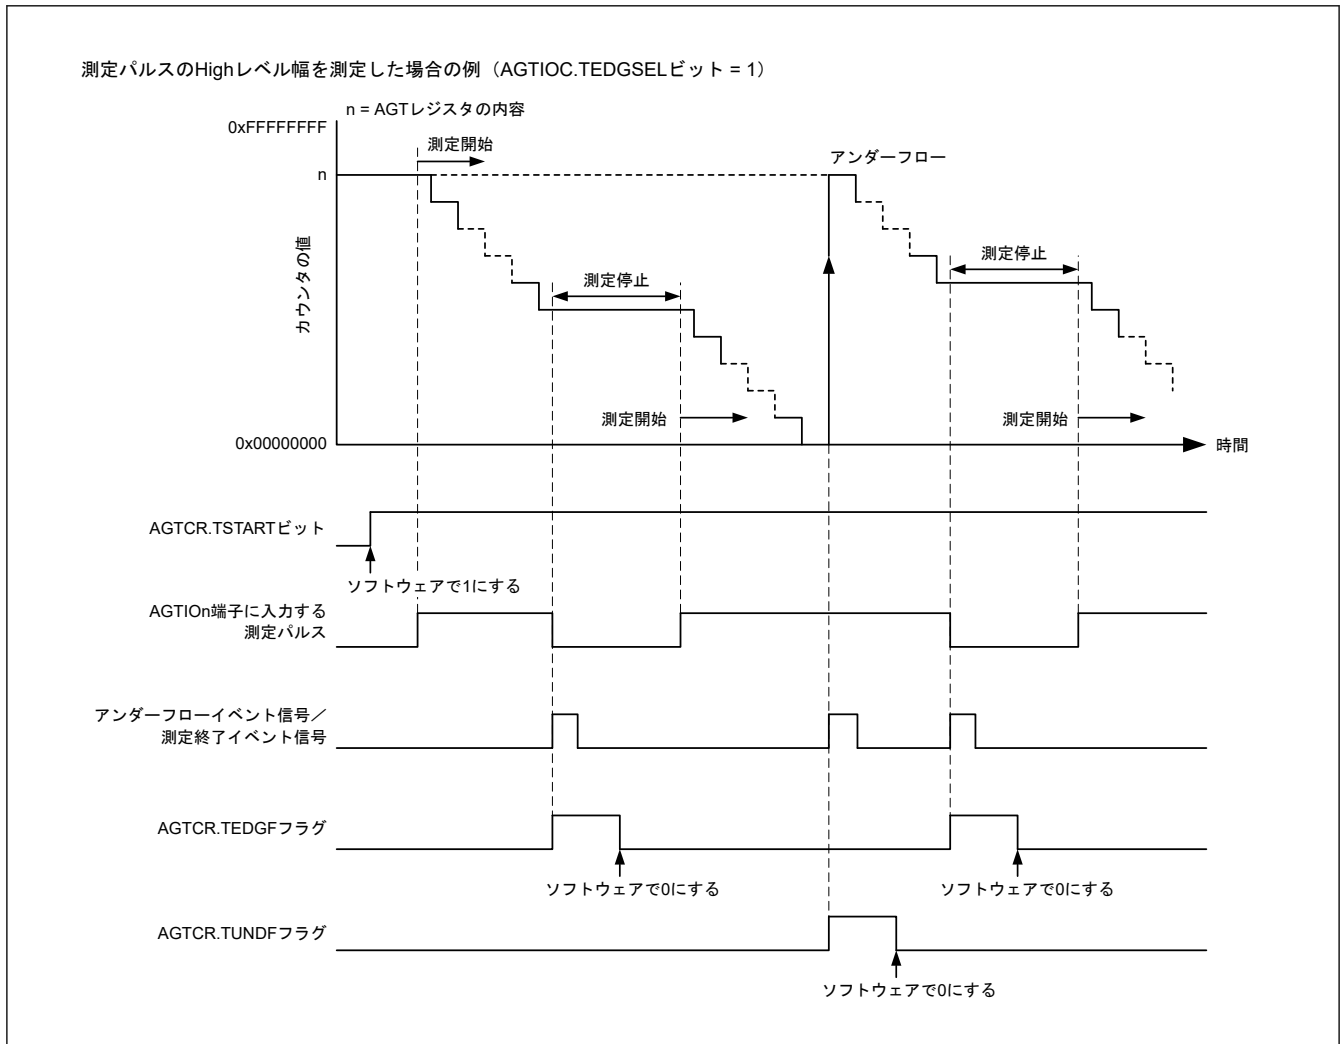 測定パルスのHighレベル幅を測定した場合の例（AGTIOC.TEDGSELビット = 1）
n = AGTレジスタの内容
0xFFFFFFFF
測定開始
アンダーフロー
n
測定停止
測定停止
カウンタの値
測定開始
測定開始
0x00000000
時間
AGTCR.TSTARTビット
ソフトウェアで1にする
AGTIOn端子に入力する
測定パルス
アンダーフローイベント信号／
測定終了イベント信号
AGTCR.TEDGFフラグ
ソフトウェアで0にする
ソフトウェアで0にする
AGTCR.TUNDFフラグ
ソフトウェアで0にする